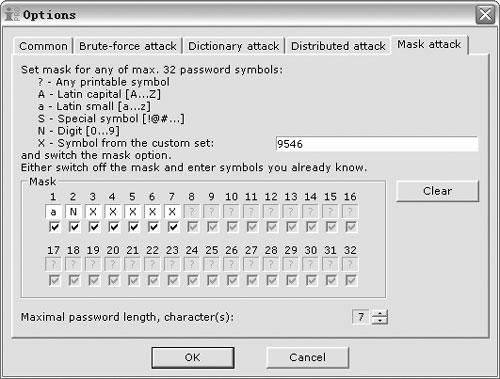 Options
Common Brute-force attack Dictionary attack Distributed attack Mask attack
Set mask for any of max. 32 password symbols:
? - Any printable symbol
A - Latin capital [A...Z]
a - Latin small [a...z]
S - Special symbol [!@#...]
N - Digit [0...9]
X - Symbol from the custom set: 9546
and switch the mask option.
Either switch off the mask and enter symbols you already know.
Mask
Clear
1 2 3 4 5 6 7 8 9 10 11 12 13 14 15 16
a N X X X X X ? ? ? ? ? ? ? ? ?
17 18 19 20 21 22 23 24 25 26 27 28 29 30 31 32
? ? ? ? ? ? ? ? ? ? ? ? ? ? ? ?
Maximal password length, character(s): 7
OK Cancel